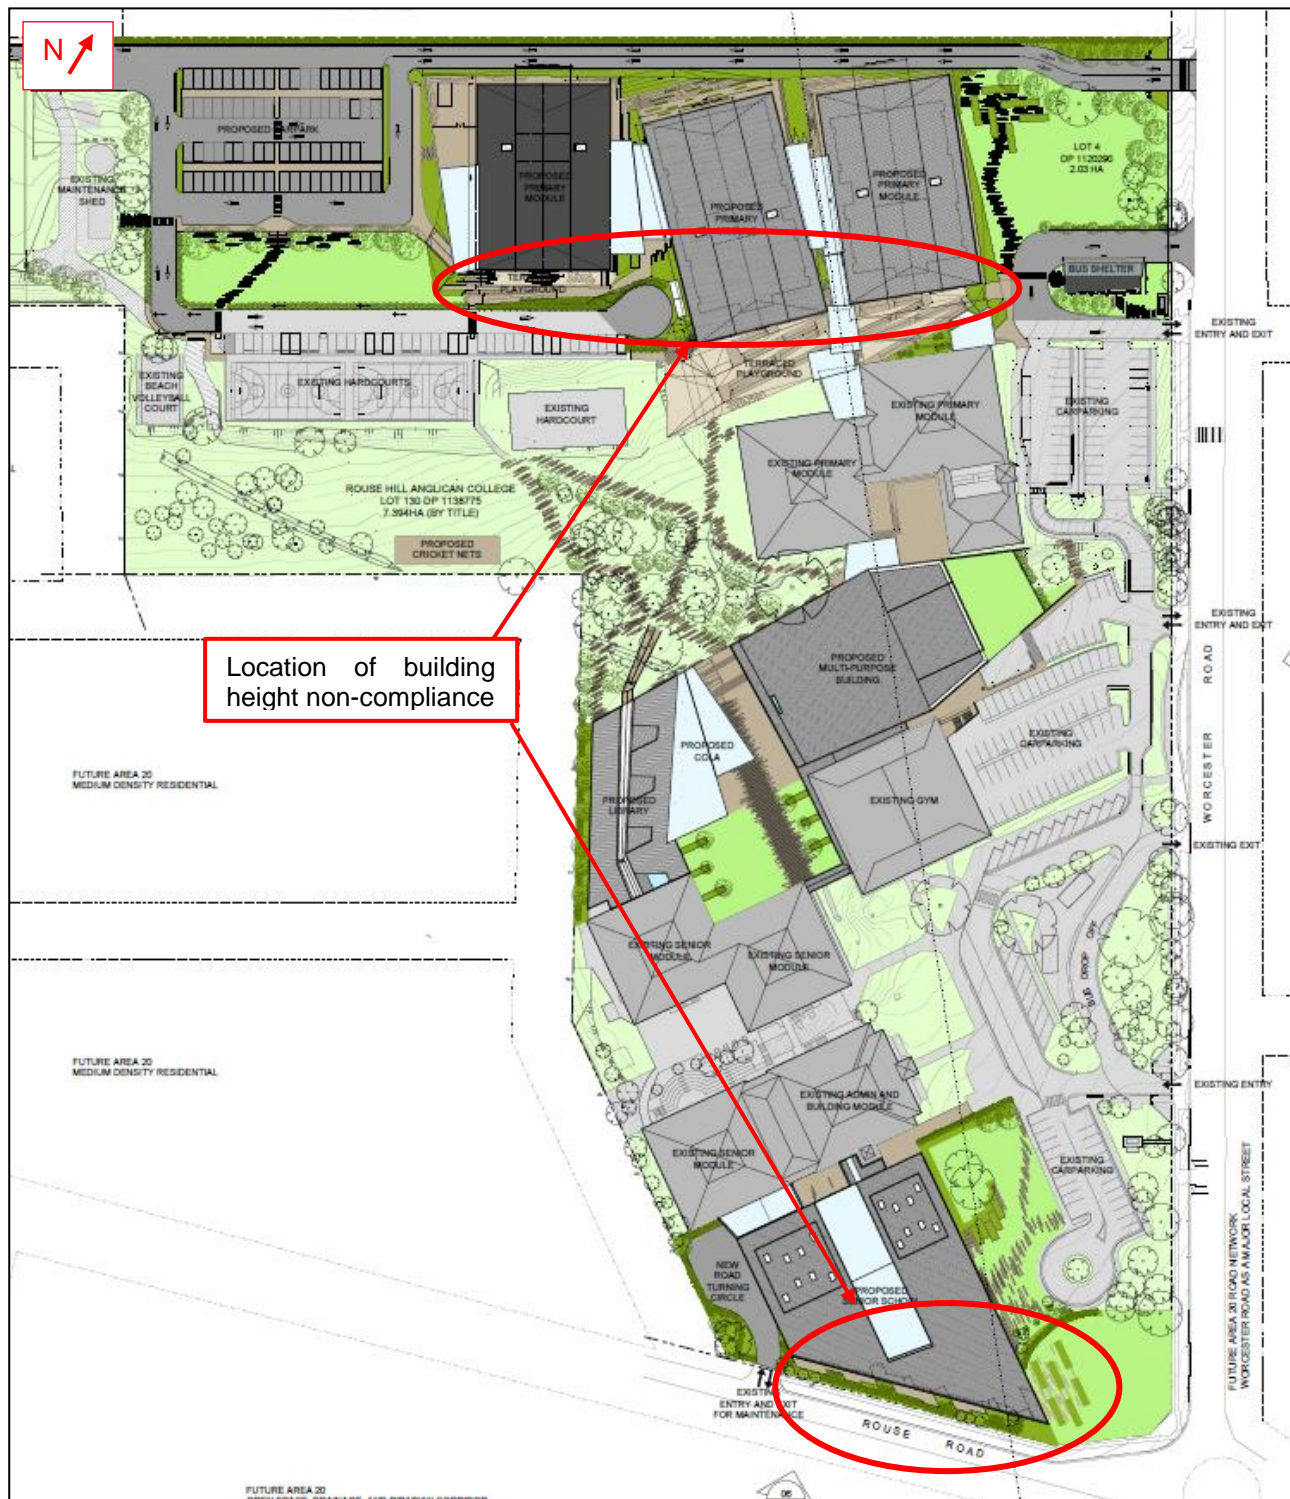 N
PROPOSED CARPARK
EXISTING
MAINTENANCE
SHED
PROPOSED
PRIMARY
MODULE
PROPOSED
PRIMARY
PROPOSED
PRIMARY
MODULE
LOT 4
DP 1120290
2.03 HA
BUS SHELTER
PLAYGROUND
EXISTING
ENTRY AND EXIT
TERRACED
PLAYGROUND
EXISTING
BEACH
VOLLEYBALL
COURT
EXISTING HARDCOURTS
EXISTING
HARDCOURT
EXISTING PRIMARY
MODULE
EXISTING
CARPARKING
EXISTING PRIMARY
MODULE
ROUSE HILL ANGLICAN COLLEGE
LOT 130 DP 1138775
7.394HA (BY TITLE)
PROPOSED
CRICKET NETS
EXISTING
ENTRY AND EXIT
Location of building
height non-compliance
PROPOSED
MULTI-PURPOSE
BUILDING
WORCESTER ROAD
PROPOSED
COLA
EXISTING
CARPARKING
FUTURE AREA 20
MEDIUM DENSITY RESIDENTIAL
PROPOSED
LIBRARY
EXISTING GYM
EXISTING EXIT
EXISTING SENIOR
MODULE
EXISTING SENIOR
MODULE
BUS DROP OFF
FUTURE AREA 20
MEDIUM DENSITY RESIDENTIAL
EXISTING ENTRY
EXISTING ADMIN AND
BUILDING MODULE
EXISTING SENIOR
MODULE
EXISTING
CARPARKING
NEW
ROAD
TURNING
CIRCLE
PROPOSED
SENIOR SCHOOL
FUTURE AREA 20 ROAD NETWORK
WORCESTER ROAD AS A MAJOR LOCAL STREET
EXISTING
ENTRY AND EXIT
FOR MAINTENANCE
ROUSE ROAD
FUTURE AREA 20
06